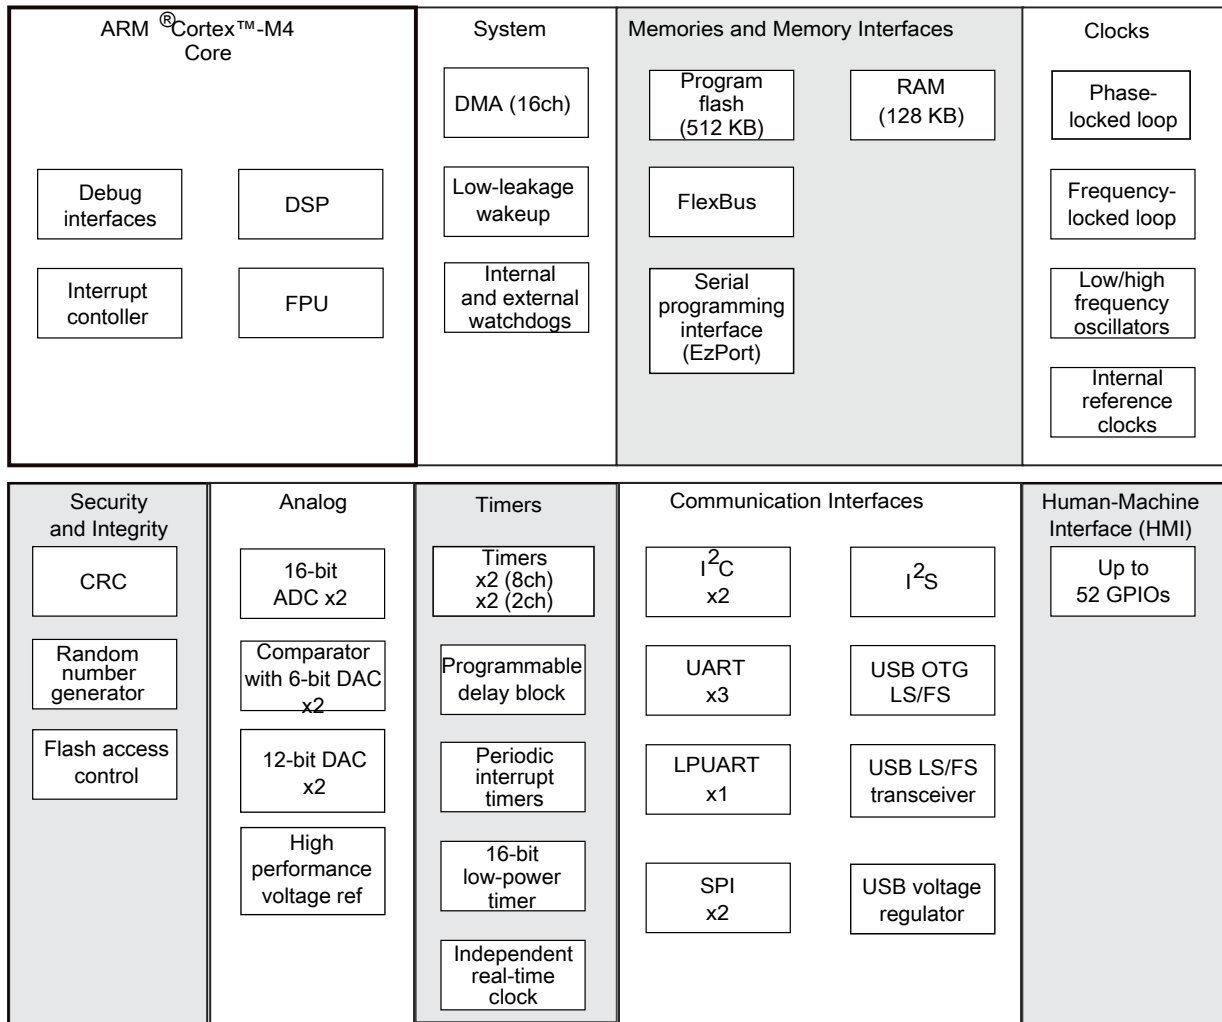 ARM ®Cortex™-M4
Core
Debug
interfaces
DSP
Interrupt
contoller
FPU
System
DMA (16ch)
Low-leakage
wakeup
Internal
and external
watchdogs
Memories and Memory Interfaces
Program
flash
(512 KB)
RAM
(128 KB)
FlexBus
Serial
programming
interface
(EzPort)
Clocks
Phase-
locked loop
Frequency-
locked loop
Low/high
frequency
oscillators
Internal
reference
clocks
Security
and Integrity
CRC
Random
number
generator
Flash access
control
Analog
16-bit
ADC x2
Comparator
with 6-bit DAC
x2
12-bit DAC
x2
High
performance
voltage ref
Timers
Timers
x2 (8ch)
x2 (2ch)
Programmable
delay block
Periodic
interrupt
timers
16-bit
low-power
timer
Independent
real-time
clock
Communication Interfaces
I²C
x2
I²S
UART
x3
USB OTG
LS/FS
LPUART
x1
USB LS/FS
transceiver
SPI
x2
USB voltage
regulator
Human-Machine
Interface (HMI)
Up to
52 GPIOs